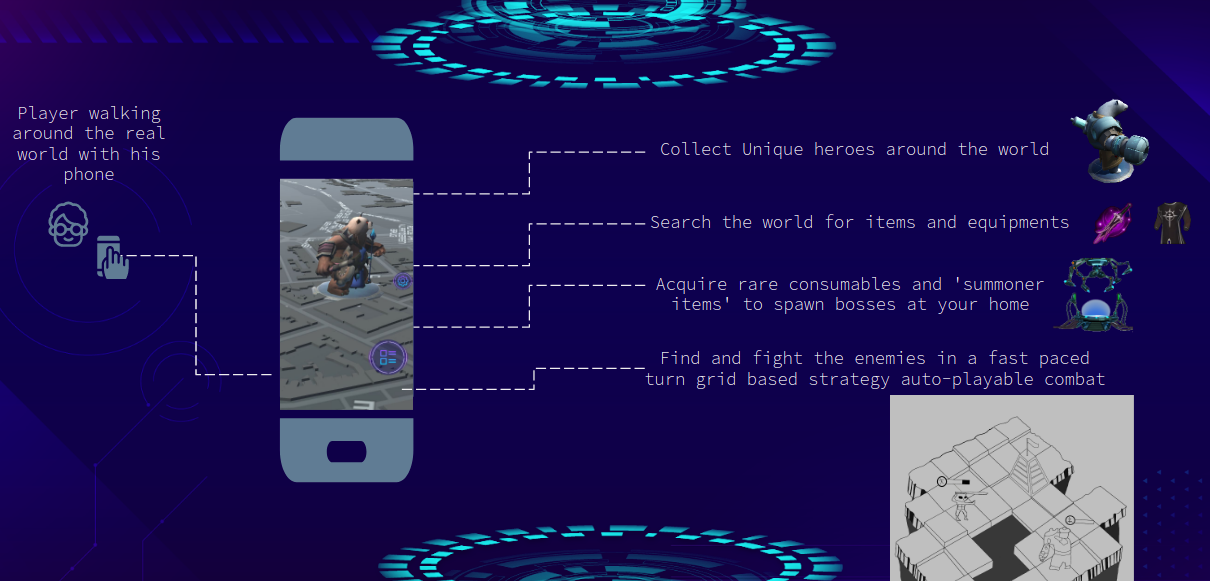 Player walking
around the real
world with his
phone
Collect Unique heroes around the world
Search the world for items and equipments
Acquire rare consumables and 'summoner
items' to spawn bosses at your home
Find and fight the enemies in a fast paced
turn grid based strategy auto-playable combat